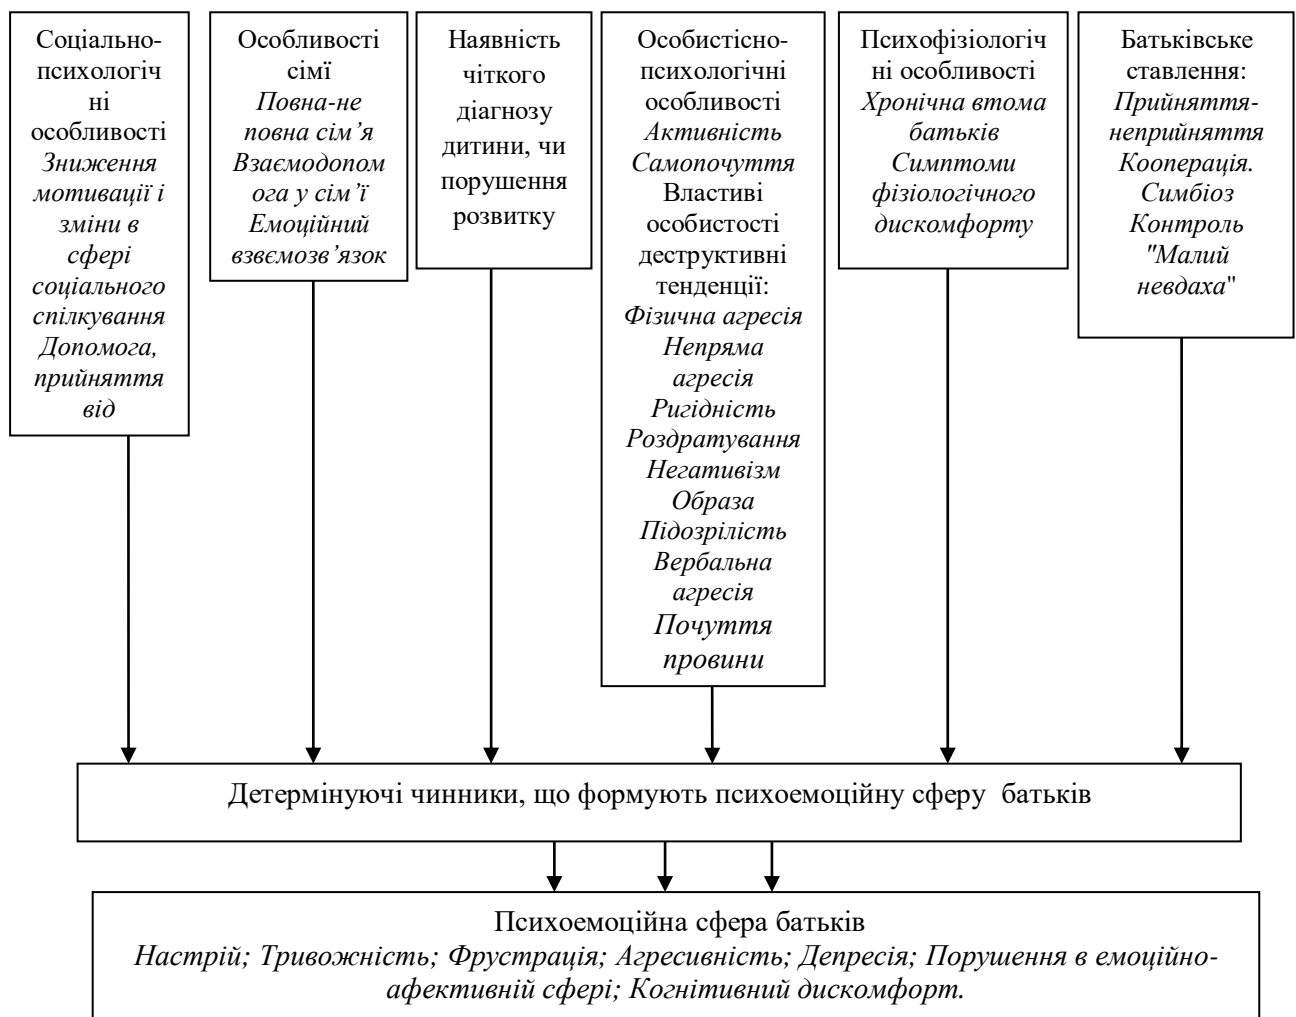 Соціально-
психологіч
ні
особливості
Зниження
мотивації і
зміни в
сфері
соціального
спілкування
Допомога,
прийняття
від
Особливості
сімї
Повна-не
повна сім’я
Взаємодопом
ога у сім’ї
Емоційний
взвємозв’язок
Наявність
чіткого
діагнозу
дитини, чи
порушення
розвитку
Особистісно-
психологічні
особливості
Активність
Самопочуття
Властиві
особистості
деструктивні
тенденції:
Фізична агресія
Непряма
агресія
Ригідність
Роздратування
Негативізм
Образа
Підозрілість
Вербальна
агресія
Почуття
провини
Психофізіологіч
ні особливості
Хронічна втома
батьків
Симптоми
фізіологічного
дискомфорту
Батьківське
ставлення:
Прийняття-
неприйняття
Кооперація.
Симбіоз
Контроль
"Малий
невдаха"
Детермінуючі чинники, що формують психоемоційну сферу батьків
Психоемоційна сфера батьків
Настрій; Тривожність; Фрустрація; Агресивність; Депресія; Порушення в емоційно-
афективній сфері; Когнітивний дискомфорт.